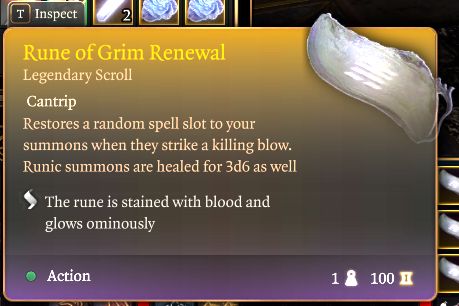 T Inspect
2
Rune of Grim Renewal
Legendary Scroll
Cantrip
Restores a random spell slot to your
summons when they strike a killing blow.
Runic summons are healed for 3d6 as well
The rune is stained with blood and
glows ominously
Action 1 100